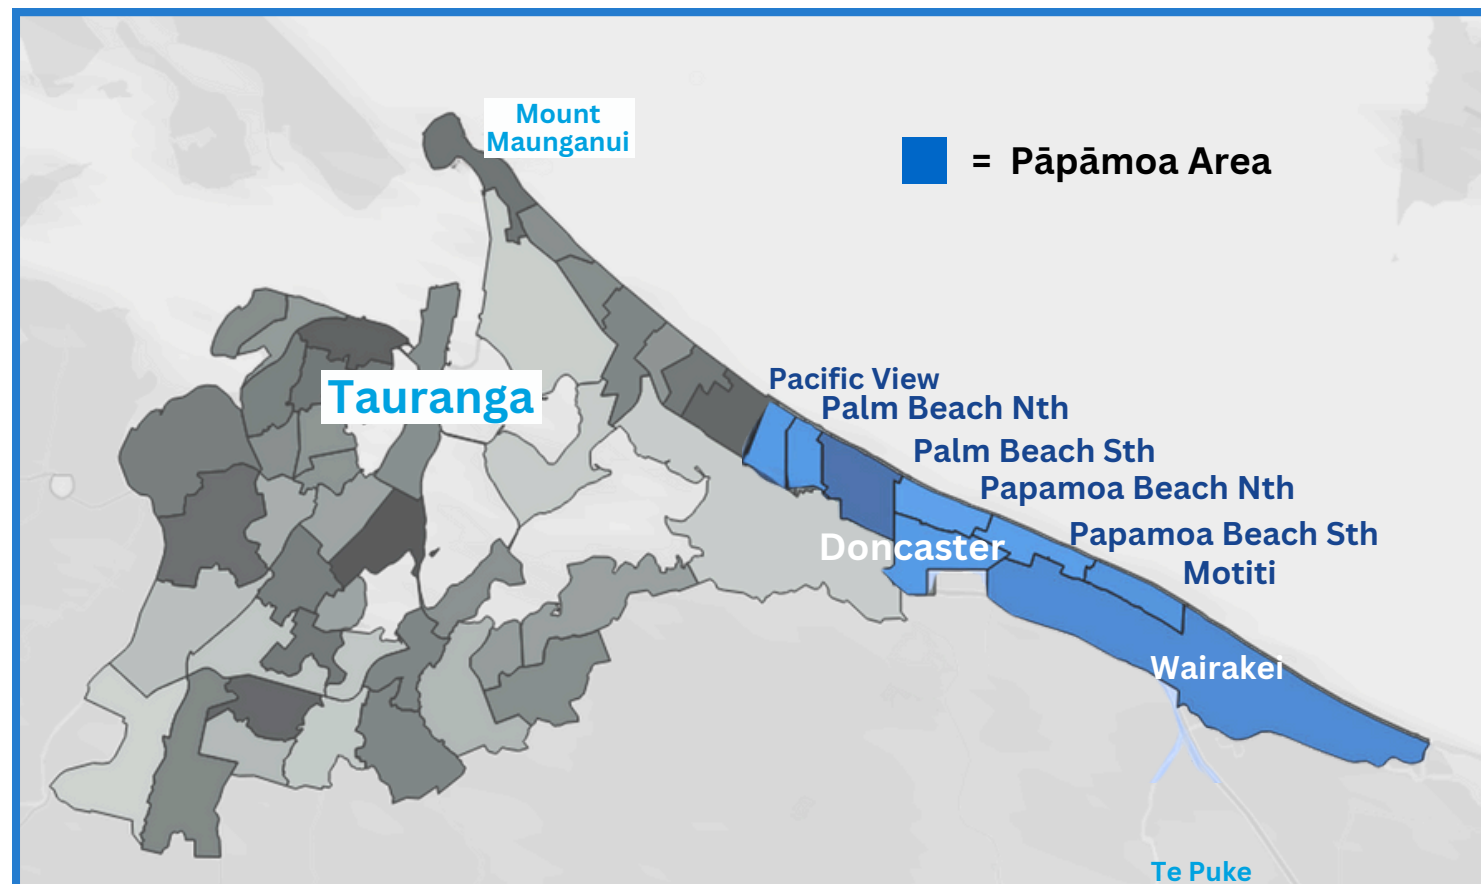 Mount
Maunganui
= Pāpāmoa Area
Tauranga
Pacific View
Palm Beach Nth
Palm Beach Sth
Papamoa Beach Nth
Papamoa Beach Sth
Doncaster
Motiti
Wairakei
Te Puke